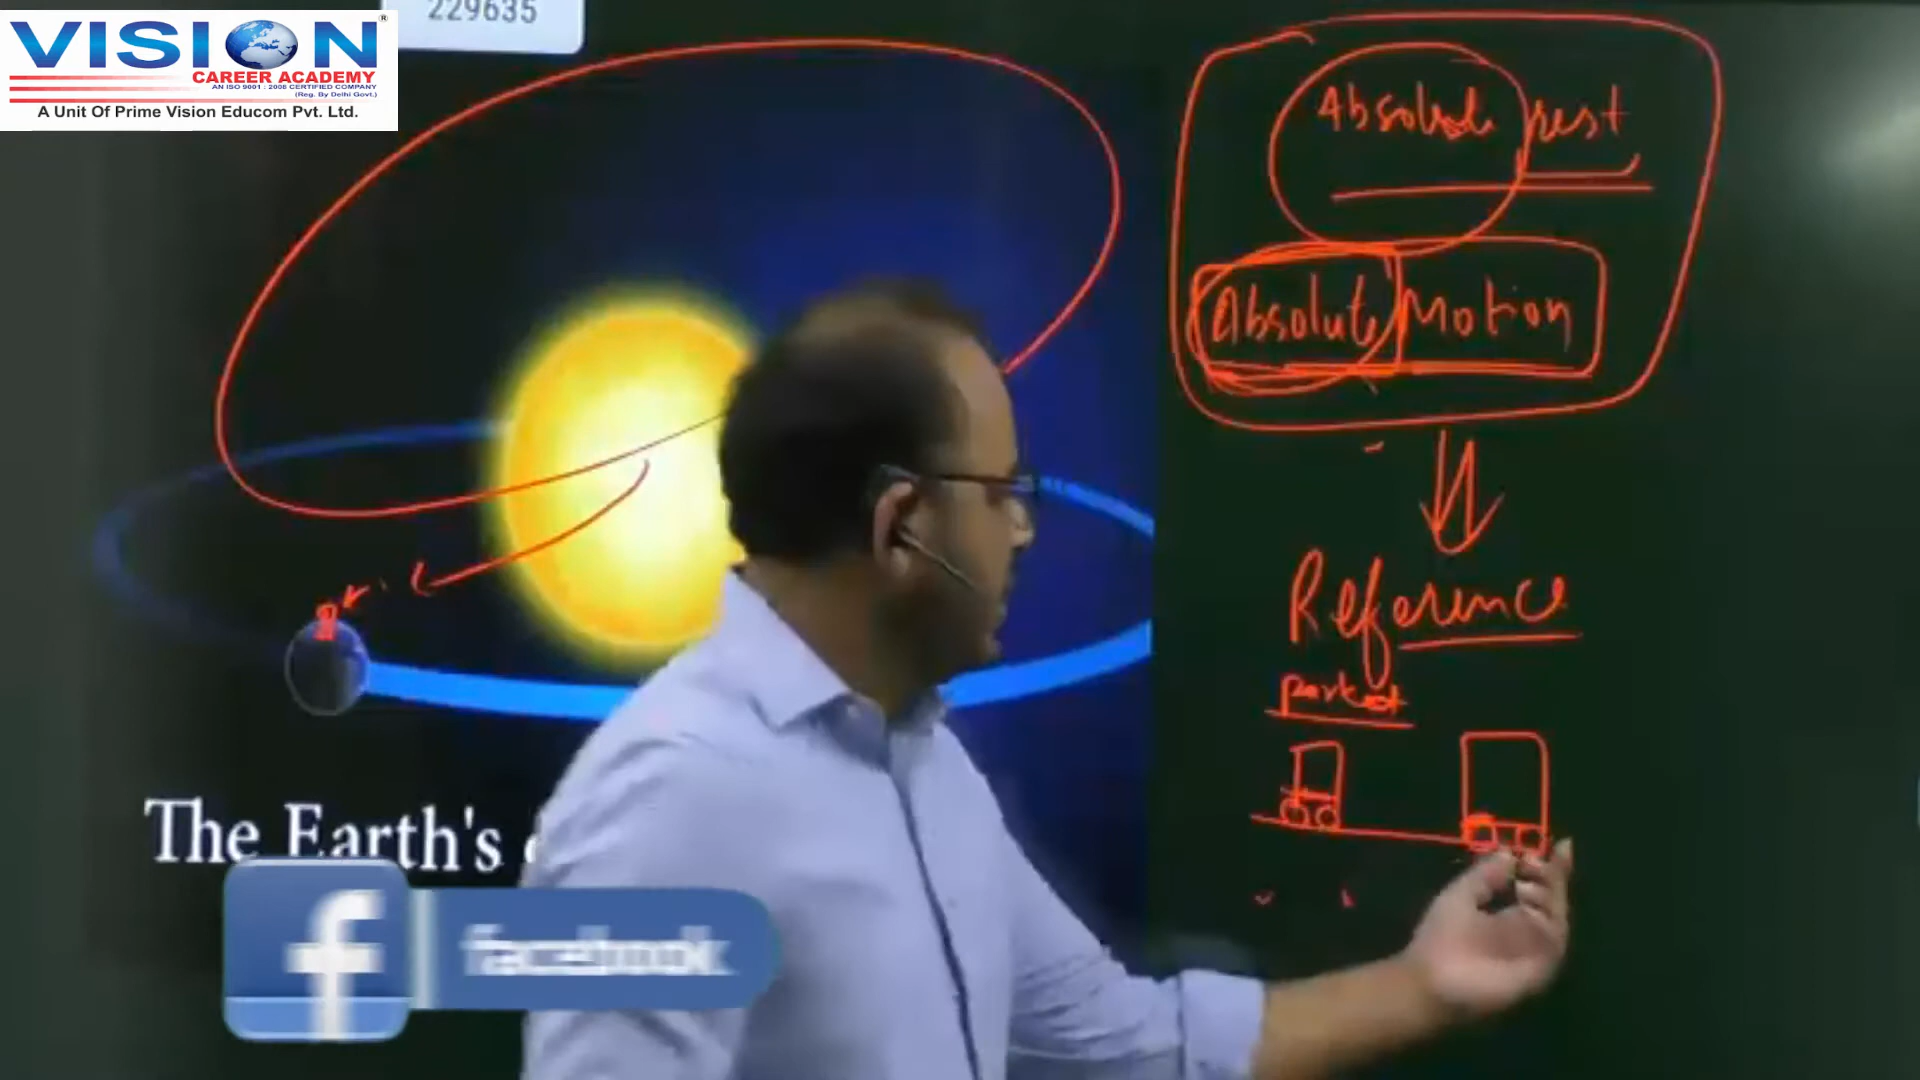 229635
VISION®
CAREER ACADEMY
AN ISO 9001 : 2008 CERTIFIED COMPANY
(Reg. By Delhi Govt.)
A Unit Of Prime Vision Educom Pvt. Ltd.
Absolute rest
Absolute Motion
Reference
The Earth's
facebook